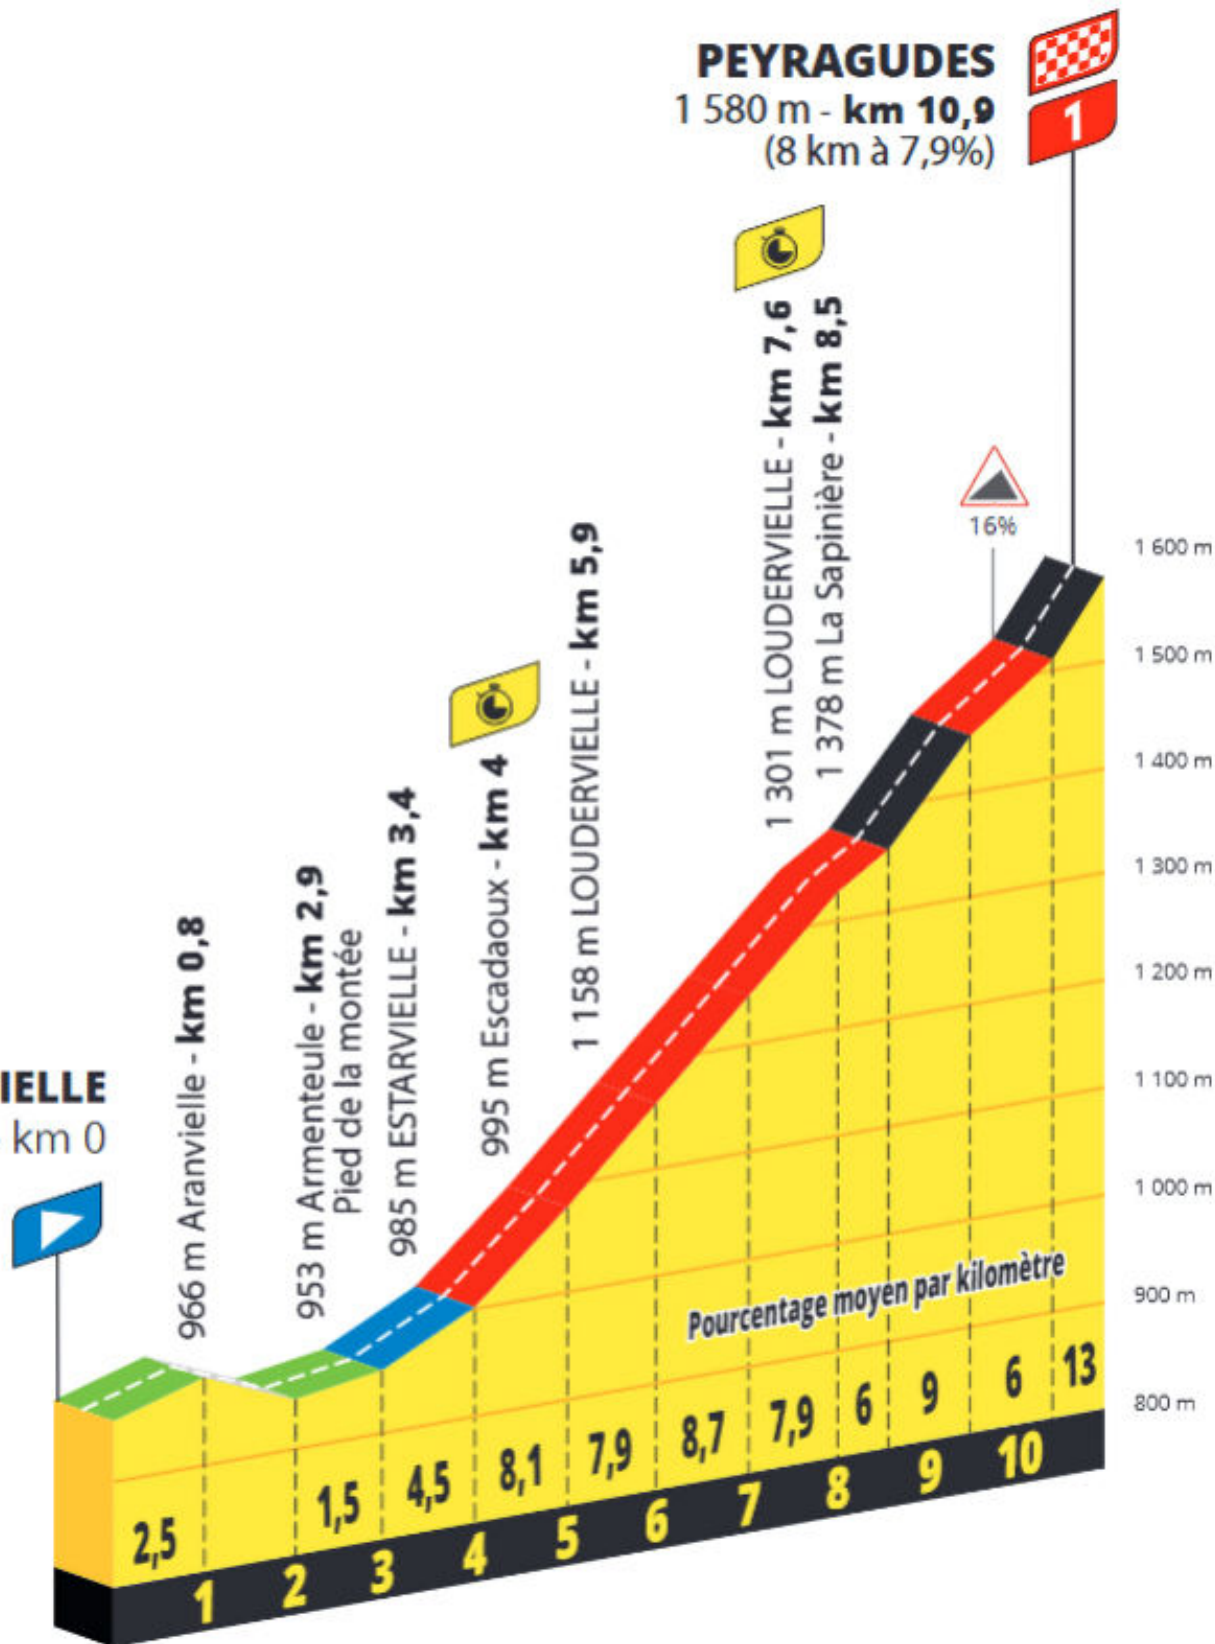 PEYRAGUDES
1 580 m - km 10,9
(8 km à 7,9%)
1
1 301 m LOUDERVIELLE - km 7,6
1 378 m La Sapinière - km 8,5
16%
1 158 m LOUDERVIELLE - km 5,9
995 m Escadaoux - km 4
985 m ESTARVIELLE - km 3,4
953 m Armenteule - km 2,9
Pied de la montée
966 m Aranvielle - km 0,8
IELLE
km 0
1 600 m
1 500 m
1 400 m
1 300 m
1 200 m
1 100 m
1 000 m
900 m
800 m
Pourcentage moyen par kilomètre
2,5 1,5 4,5 8,1 7,9 8,7 7,9 6 9 6 13
1 2 3 4 5 6 7 8 9 10